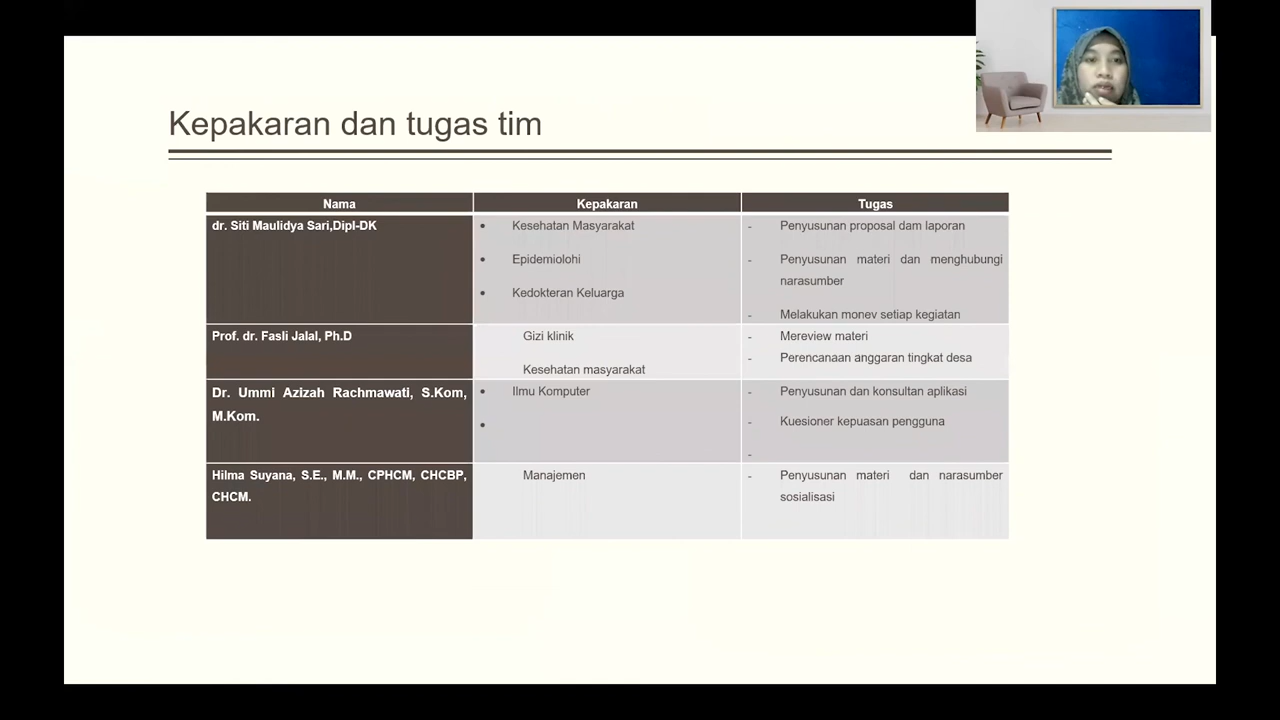 Kepakaran dan tugas tim
Nama Kepakaran Tugas
dr. Siti Maulidya Sari,Dipl-DK
• Kesehatan Masyarakat
• Epidemiolohi
• Kedokteran Keluarga
- Penyusunan proposal dam laporan
- Penyusunan materi dan menghubungi
narasumber
- Melakukan monev setiap kegiatan
Prof. dr. Fasli Jalal, Ph.D
Gizi klinik
Kesehatan masyarakat
- Mereview materi
- Perencanaan anggaran tingkat desa
Dr. Ummi Azizah Rachmawati, S.Kom,
M.Kom.
• Ilmu Komputer
•
- Penyusunan dan konsultan aplikasi
- Kuesioner kepuasan pengguna
-
Hilma Suyana, S.E., M.M., CPHCM, CHCBP,
CHCM.
Manajemen
- Penyusunan materi dan narasumber
sosialisasi